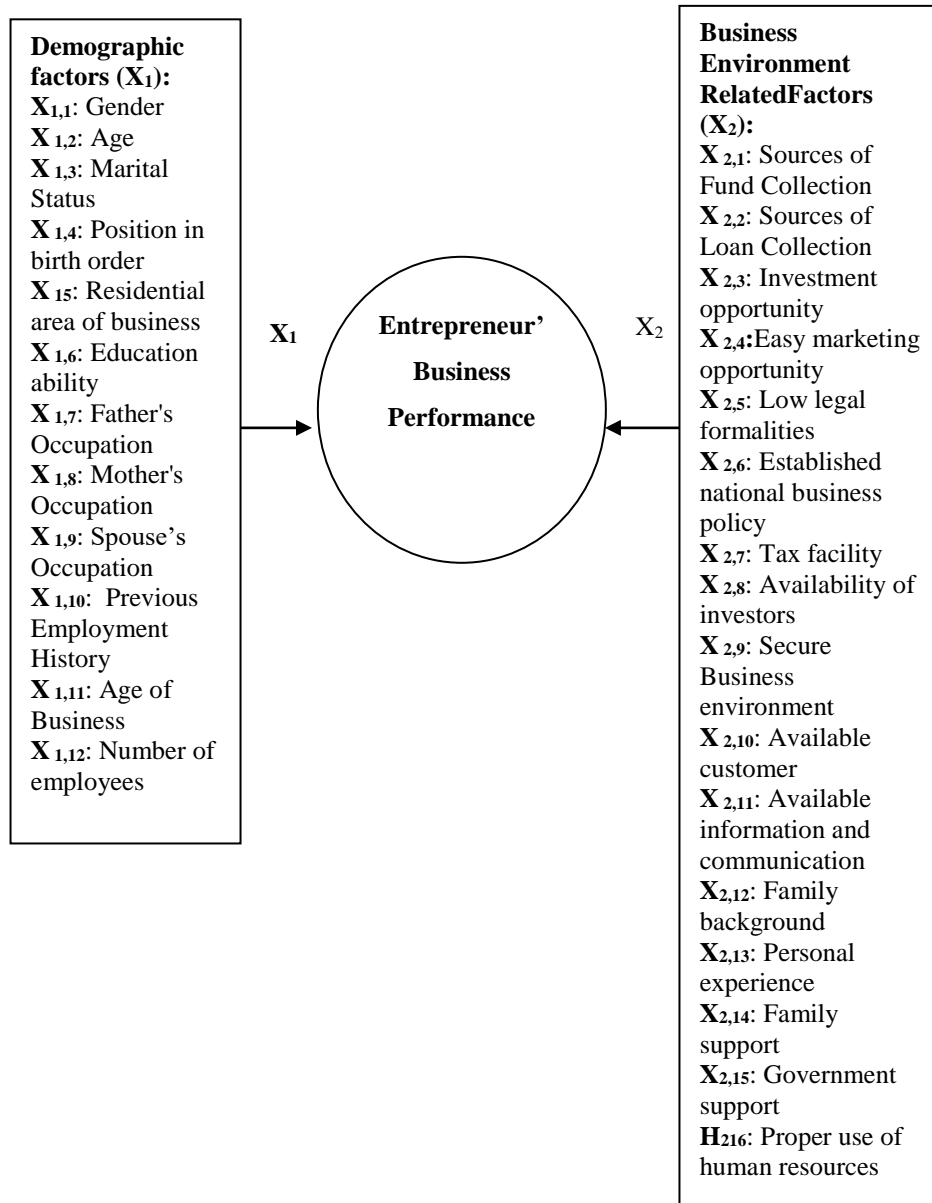 Demographic
factors (X1):
X1,1: Gender
X 1,2: Age
X 1,3: Marital
Status
X 1,4: Position in
birth order
X 15: Residential
area of business
X 1,6: Education
ability
X 1,7: Father's
Occupation
X 1,8: Mother's
Occupation
X 1,9: Spouse’s
Occupation
X 1,10: Previous
Employment
History
X 1,11: Age of
Business
X 1,12: Number of
employees
X1
Entrepreneur’
Business
Performance
X2
Business
Environment
RelatedFactors
(X2):
X 2,1: Sources of
Fund Collection
X 2,2: Sources of
Loan Collection
X 2,3: Investment
opportunity
X 2,4:Easy marketing
opportunity
X 2,5: Low legal
formalities
X 2,6: Established
national business
policy
X 2,7: Tax facility
X 2,8: Availability of
investors
X 2,9: Secure
Business
environment
X 2,10: Available
customer
X 2,11: Available
information and
communication
X2,12: Family
background
X2,13: Personal
experience
X2,14: Family
support
X2,15: Government
support
H216: Proper use of
human resources